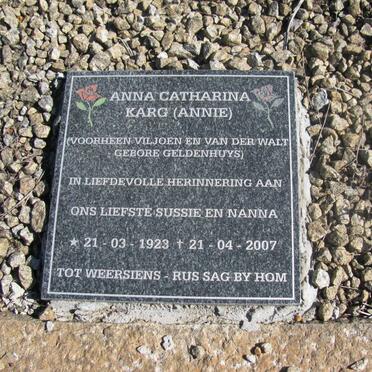 ANNA CATHARINA
KARG (ANNIE)
(VOORHEEN VILJOEN EN VAN DER WALT
GEBORE GELDENHUYS)
IN LIEFDEVOLLE HERINNERING AAN
ONS LIEFSTE SUSSIE EN NANNA
★ 21 - 03 - 1923 † 21 - 04 - 2007
TOT WEERSIENS - RUS SAG BY HOM